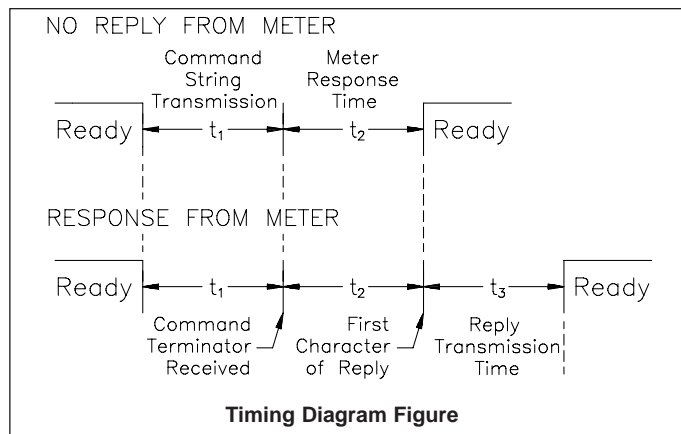 NO REPLY FROM METER
Command
String
Transmission
Meter
Response
Time
Ready
t₁
t₂
Ready
RESPONSE FROM METER
Ready
t₁
t₂
t₃
Ready
Command
Terminator
Received
First
Character
of Reply
Reply
Transmission
Time
Timing Diagram Figure